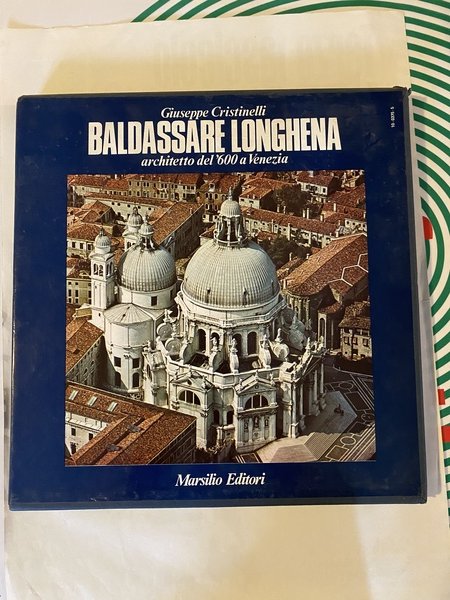 Giuseppe Cristinelli
BALDASSARE LONGHENA
architetto del '600 a Venezia
Marsilio Editori